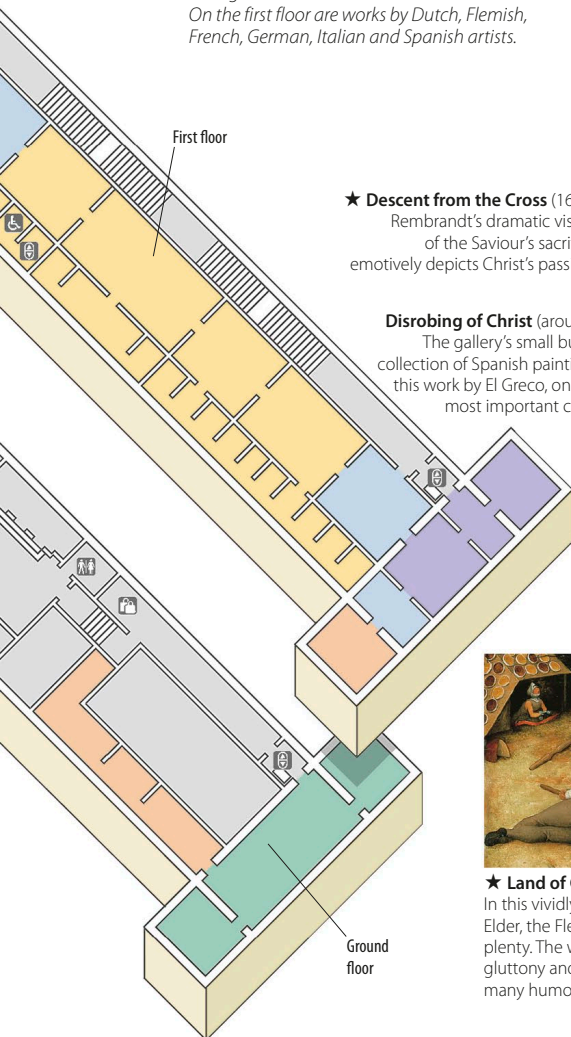 On the first floor are works by Dutch, Flemish,
French, German, Italian and Spanish artists.
First floor
★ Descent from the Cross (16
Rembrandt's dramatic vis
of the Saviour's sacri
emotively depicts Christ's pass
Disrobing of Christ (arou
The gallery's small bu
collection of Spanish painti
this work by El Greco, on
most important c
★ Land of
In this vividly
Elder, the Fle
plenty. The w
gluttony and
many humo
Ground
floor